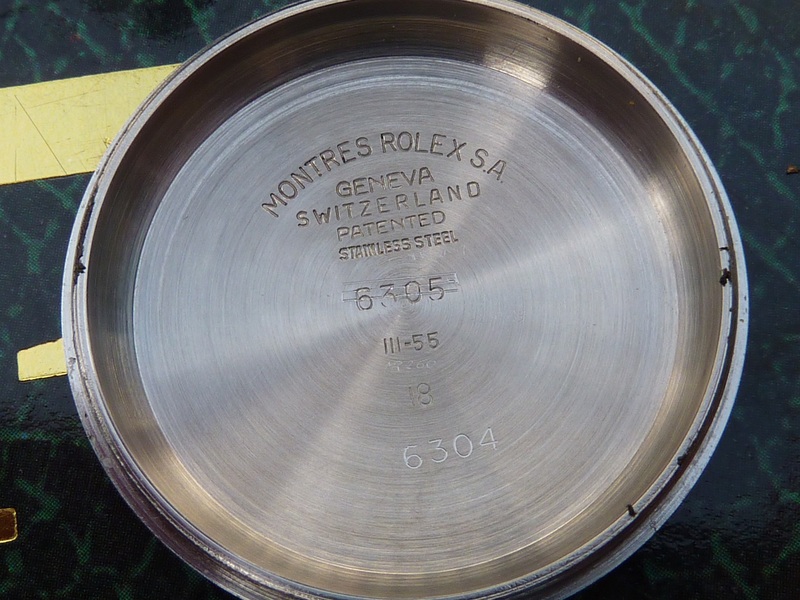 MONTRES ROLEX S.A.
GENEVA
SWITZERLAND
PATENTED
STAINLESS STEEL
6305
III-55
18
6304